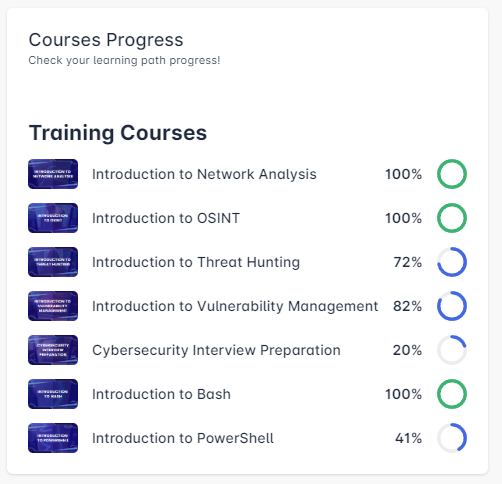 Courses Progress
Check your learning path progress!
Training Courses
INTRODUCTION TO
NETWORK ANALYSIS
Introduction to Network Analysis 100%
INTRODUCTION
TO OSINT
Introduction to OSINT 100%
INTRODUCTION TO
THREAT HUNTING
Introduction to Threat Hunting 72%
INTRODUCTION TO
VULNERABILITY
MANAGEMENT
Introduction to Vulnerability Management 82%
CYBERSECURITY
INTERVIEW
PREPARATION
Cybersecurity Interview Preparation 20%
INTRODUCTION
TO BASH
Introduction to Bash 100%
INTRODUCTION
TO POWERSHELL
Introduction to PowerShell 41%